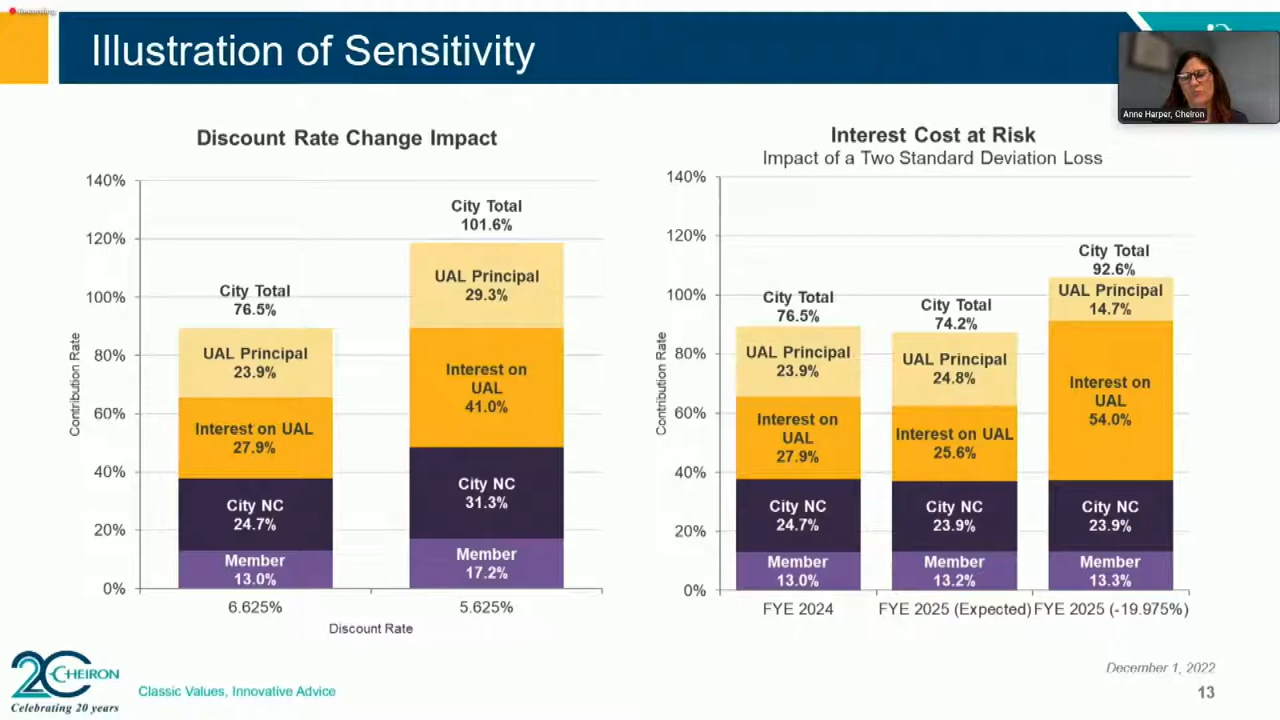 Recording
Illustration of Sensitivity
Anne Harper, Cheiron
Discount Rate Change Impact
Contribution Rate
140%
120%
100%
80%
60%
40%
20%
0%
City Total
76.5%
UAL Principal
23.9%
Interest on UAL
27.9%
City NC
24.7%
Member
13.0%
6.625%
City Total
101.6%
UAL Principal
29.3%
Interest on
UAL
41.0%
City NC
31.3%
Member
17.2%
5.625%
Discount Rate
Interest Cost at Risk
Impact of a Two Standard Deviation Loss
Contribution Rate
140%
120%
100%
80%
60%
40%
20%
0%
City Total
76.5%
UAL Principal
23.9%
Interest on
UAL
27.9%
City NC
24.7%
Member
13.0%
FYE 2024
City Total
74.2%
UAL Principal
24.8%
Interest on UAL
25.6%
City NC
23.9%
Member
13.2%
FYE 2025 (Expected)
City Total
92.6%
UAL Principal
14.7%
Interest on
UAL
54.0%
City NC
23.9%
Member
13.3%
FYE 2025 (-19.975%)
20 CHEIRON
Celebrating 20 years
Classic Values, Innovative Advice
December 1, 2022
13